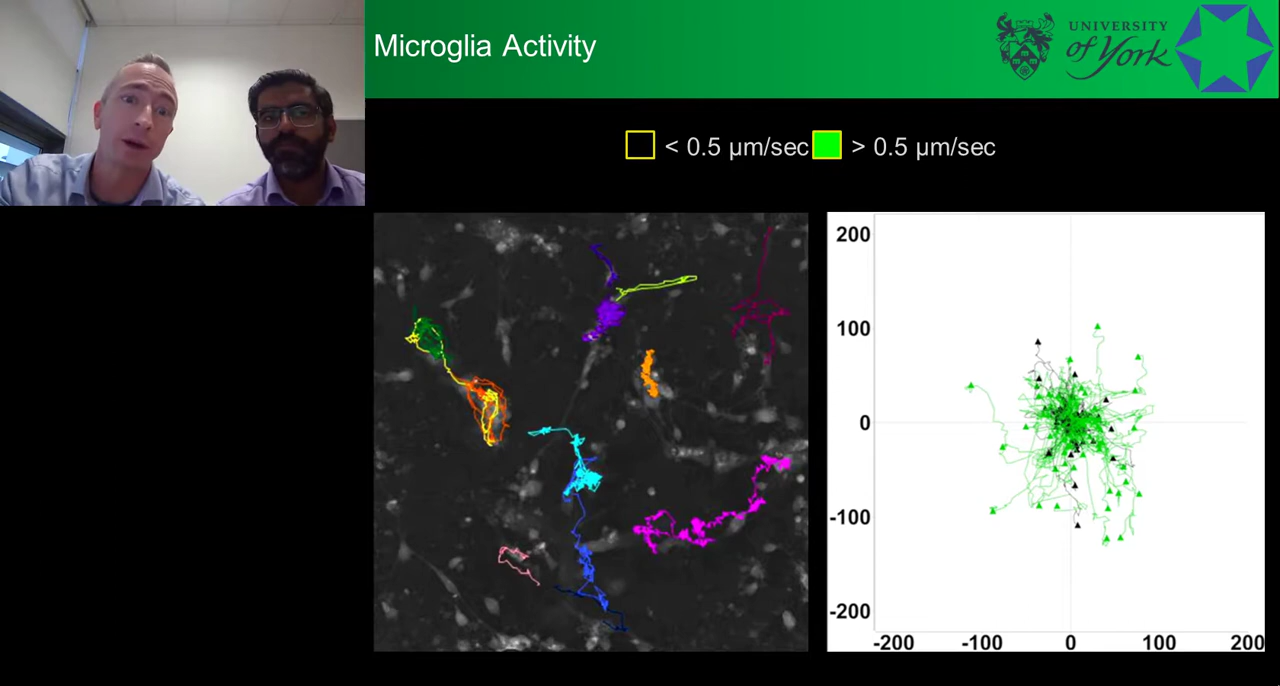 Microglia Activity
UNIVERSITY
of York
< 0.5 µm/sec > 0.5 µm/sec
200
100
0
-100
-200
-200 -100 0 100 200